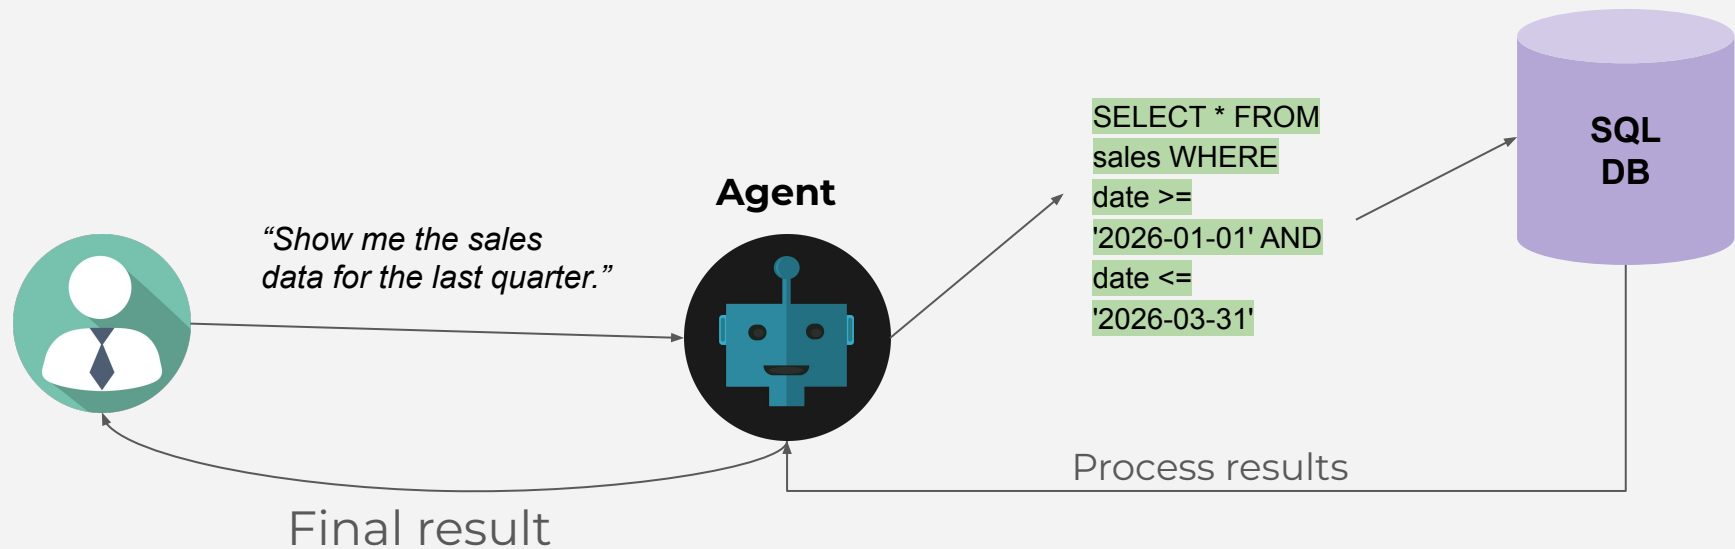 “Show me the sales
data for the last quarter.”
Agent
SELECT * FROM
sales WHERE
date >=
'2026-01-01' AND
date <=
'2026-03-31'
SQL
DB
Process results
Final result